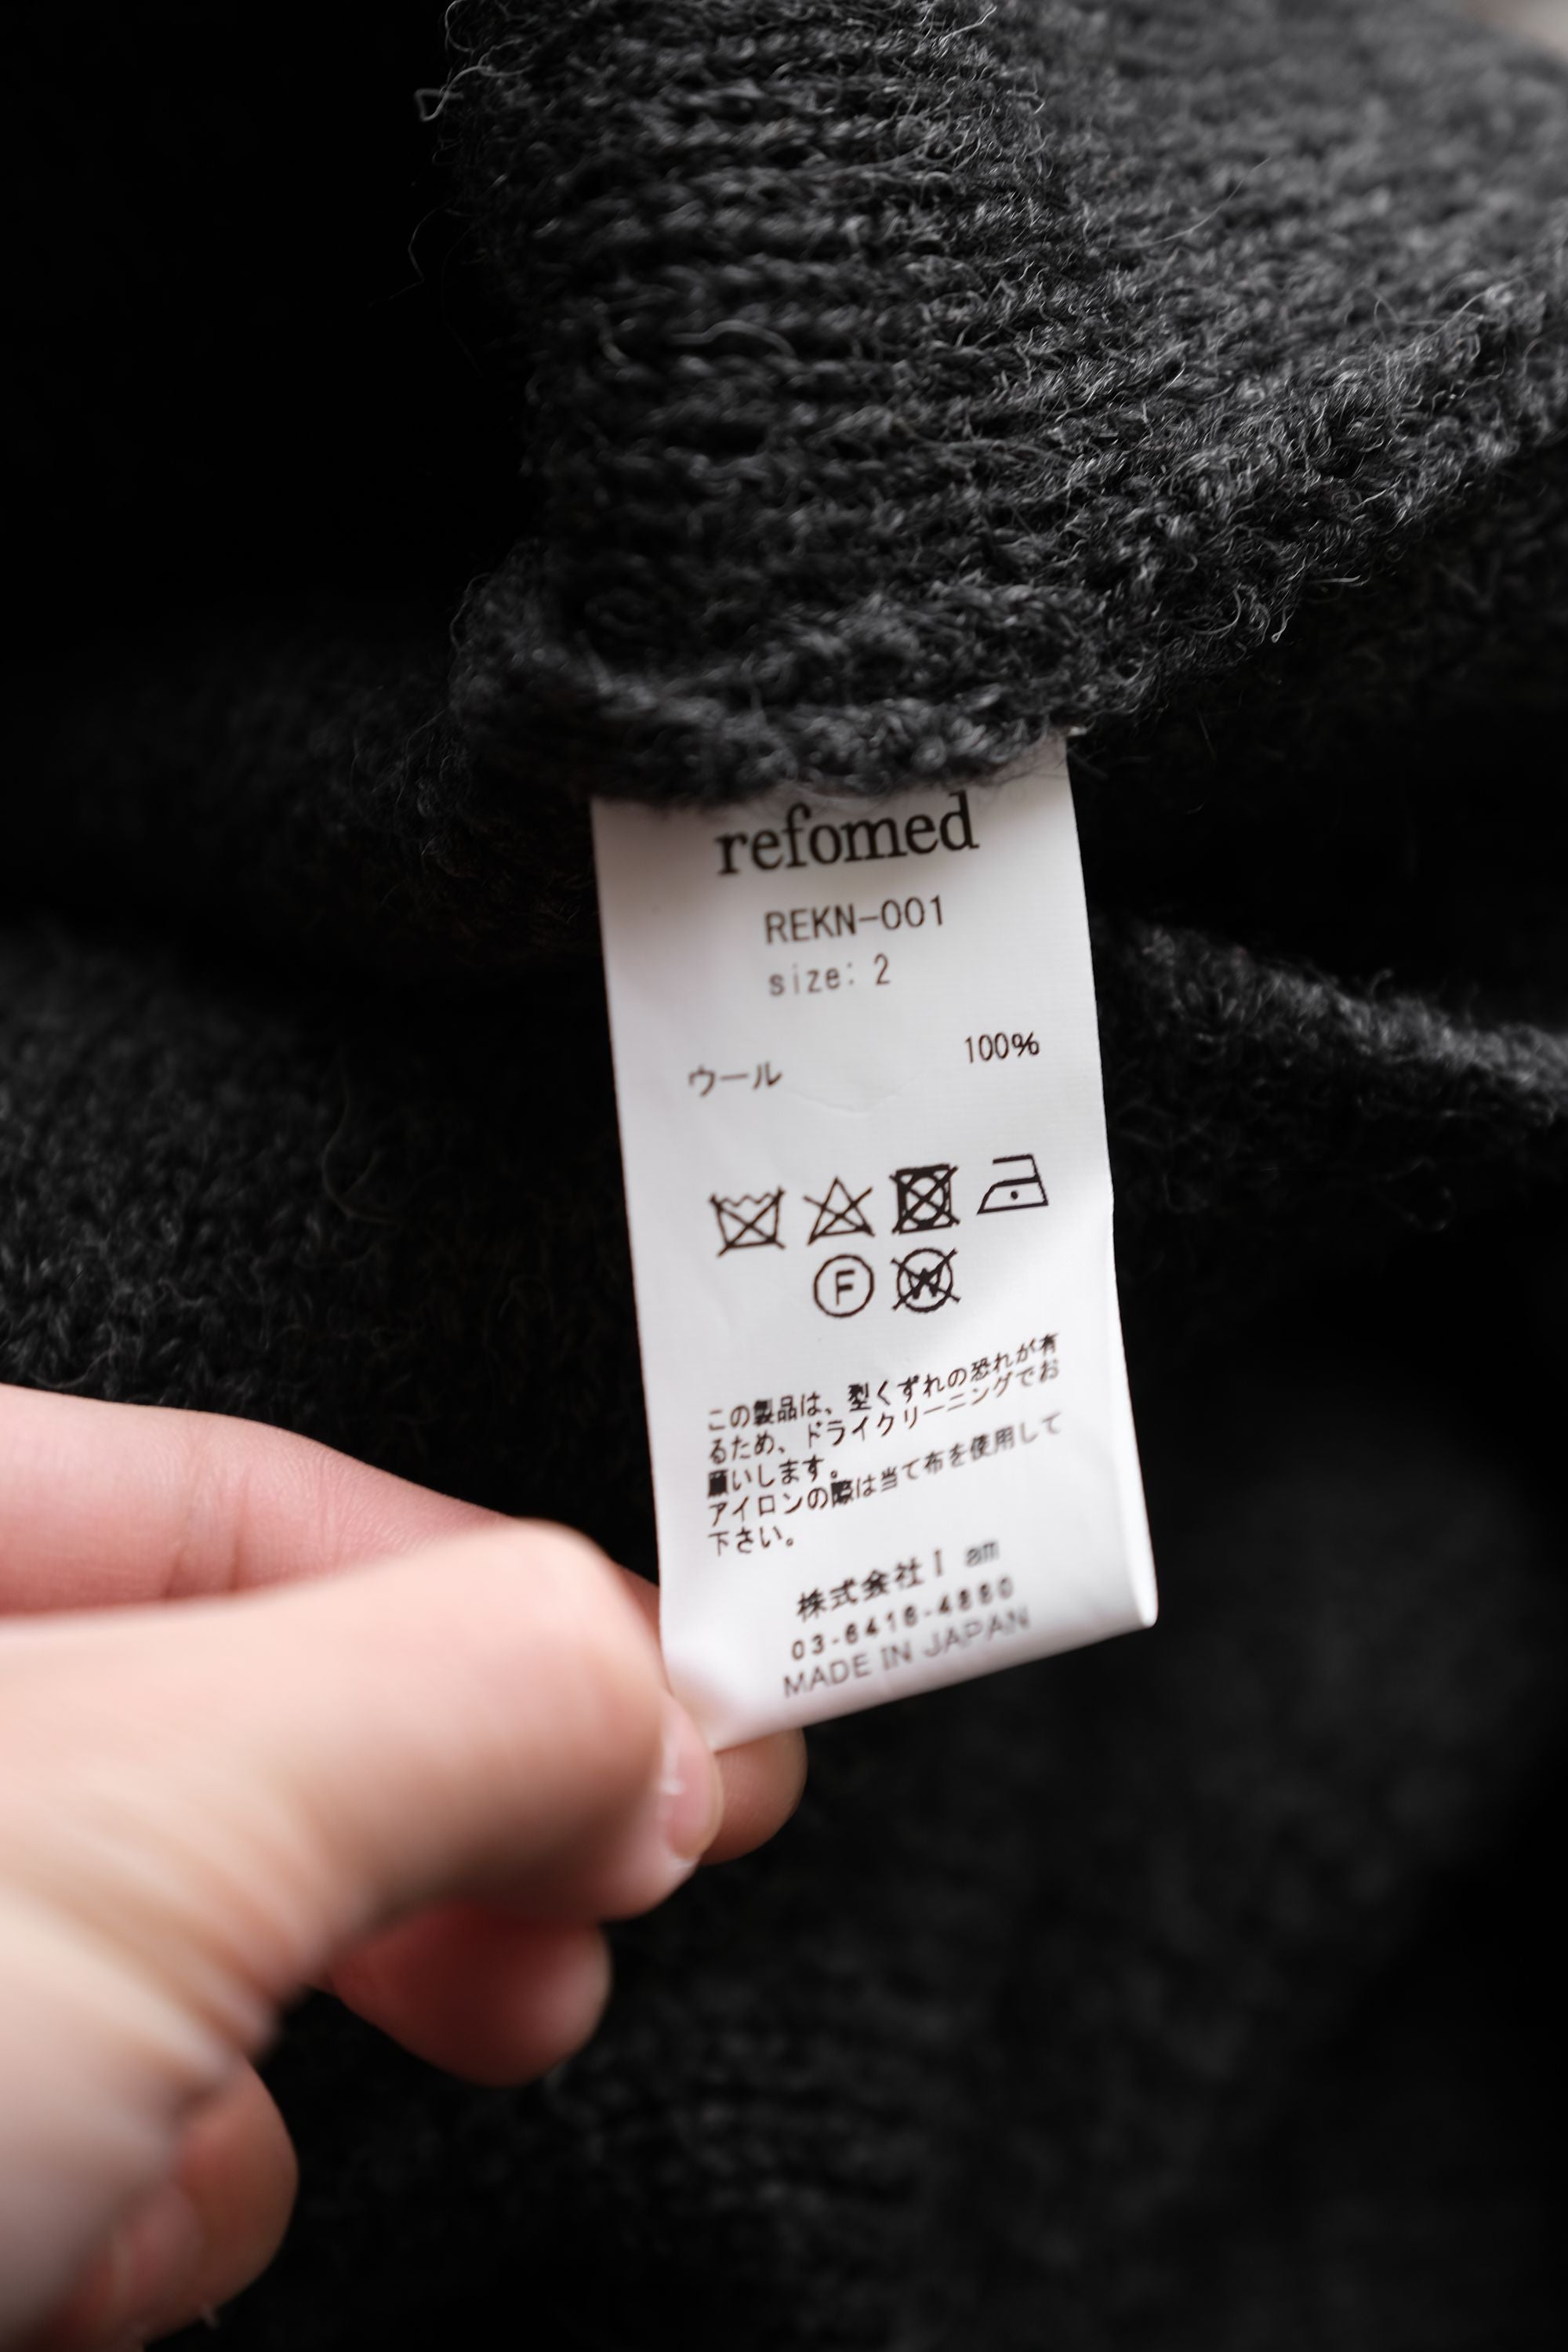 refomed
REKN-001
size: 2
ウール 100%
F W
この製品は、型くずれの恐れが有
るため、ドライクリーニングでお
願いします。
アイロンの際は当て布を使用して
下さい。
株式会社 I am
03-6416-4860
MADE IN JAPAN